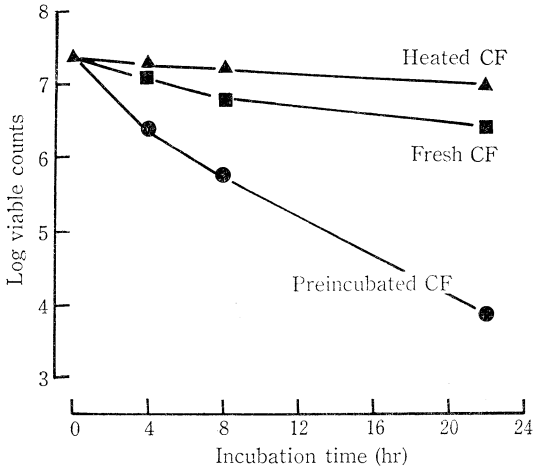 8
7
6
5
4
3
Log viable counts
Heated CF
Fresh CF
Preincubated CF
0 4 8 12 16 20 24
Incubation time (hr)